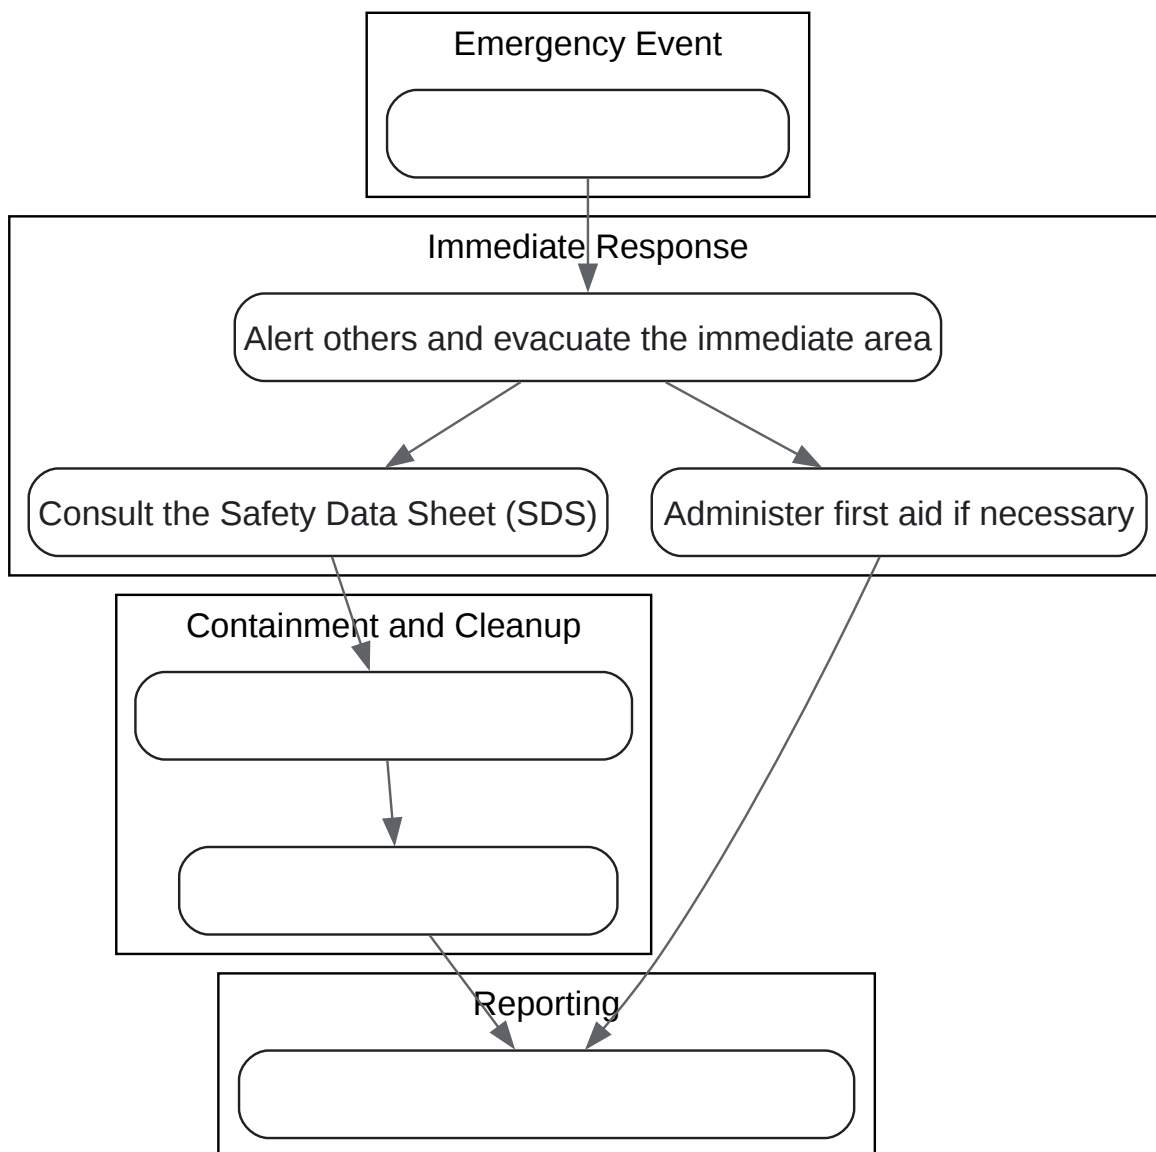 Emergency Event
Immediate Response
Alert others and evacuate the immediate area
Consult the Safety Data Sheet (SDS)
Administer first aid if necessary
Containment and Cleanup
Reporting